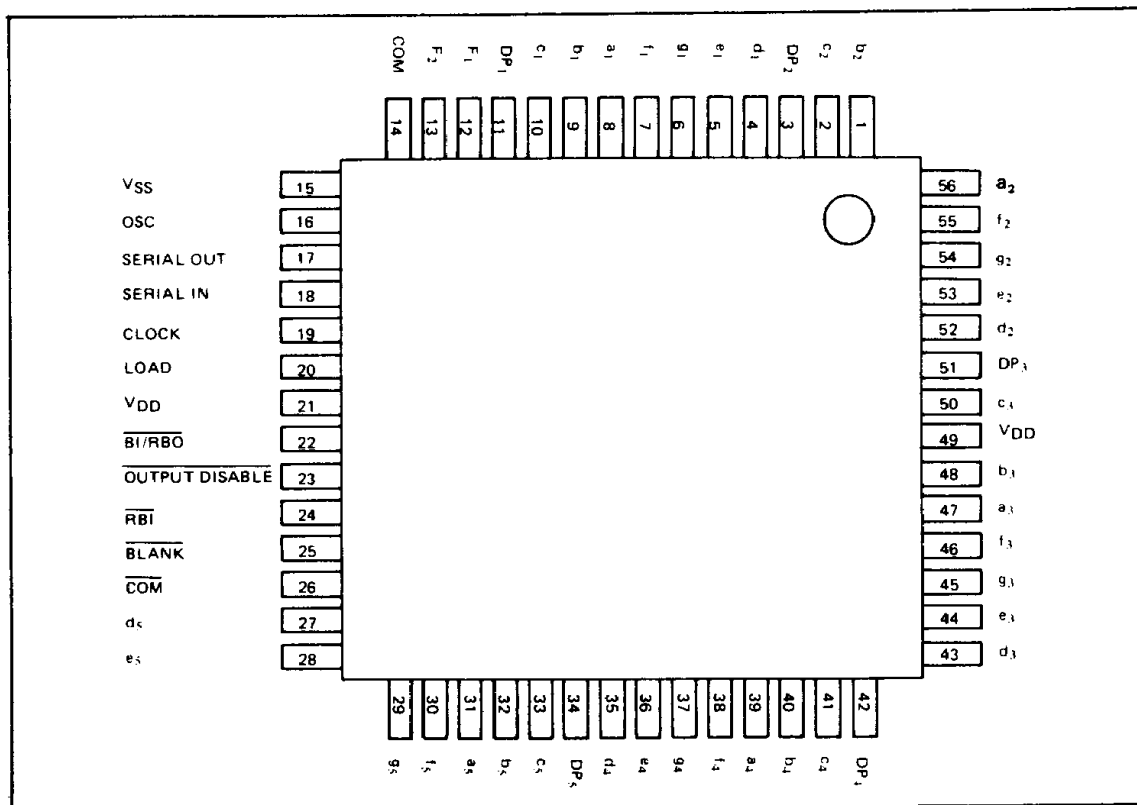 COM F₂ F₁ DP₁ c₁ b₁ a₁ f₁ g₁ e₁ d₁ DP₂ c₂ b₂
14 13 12 11 10 9 8 7 6 5 4 3 2 1
VSS 15
OSC 16
SERIAL OUT 17
SERIAL IN 18
CLOCK 19
LOAD 20
VDD 21
BI/RBO 22
OUTPUT DISABLE 23
RBI 24
BLANK 25
COM 26
d₅ 27
e₅ 28
56 a₂
55 f₂
54 g₂
53 e₂
52 d₂
51 DP₃
50 c₃
49 VDD
48 b₃
47 a₃
46 f₃
45 g₃
44 e₃
43 d₃
29 30 31 32 33 34 35 36 37 38 39 40 41 42
g₅ f₅ a₅ b₅ c₅ DP₅ d₄ e₄ g₄ f₄ a₄ b₄ c₄ DP₄